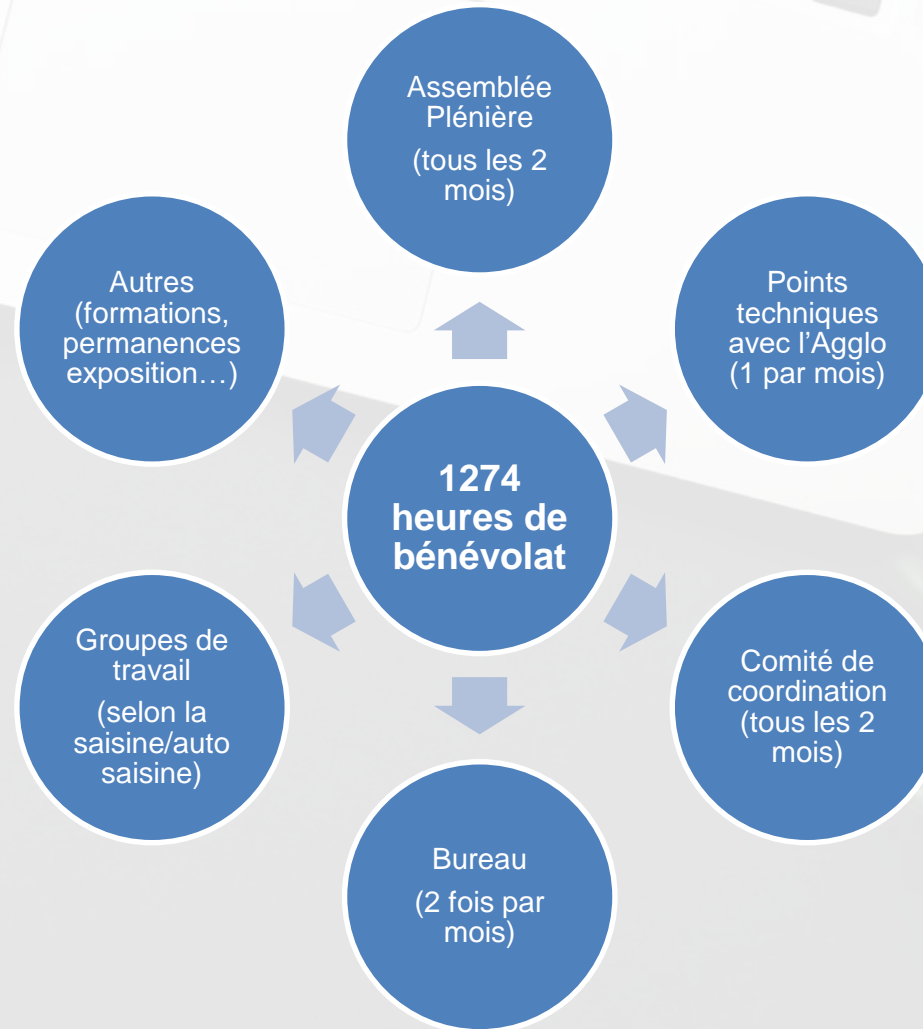 Assemblée
Plénière
(tous les 2
mois)
Autres
(formations,
permanences
exposition…)
Points
techniques
avec l'Agglo
(1 par mois)
1274
heures de
bénévolat
Groupes de
travail
(selon la
saisine/auto
saisine)
Comité de
coordination
(tous les 2
mois)
Bureau
(2 fois par
mois)